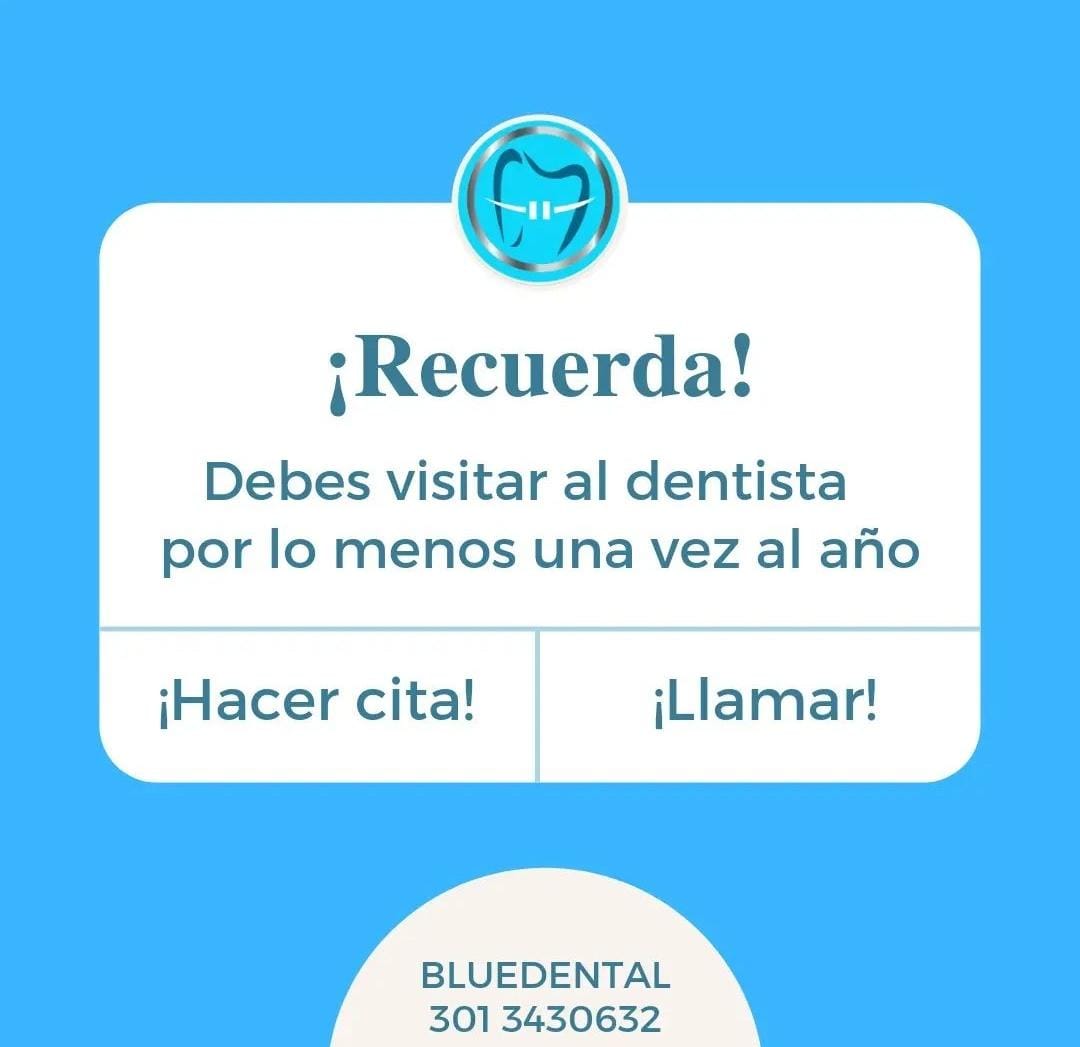 ¡Recuerda!
Debes visitar al dentista
por lo menos una vez al año
¡Hacer cita!
¡Llamar!
BLUEDENTAL
301 3430632